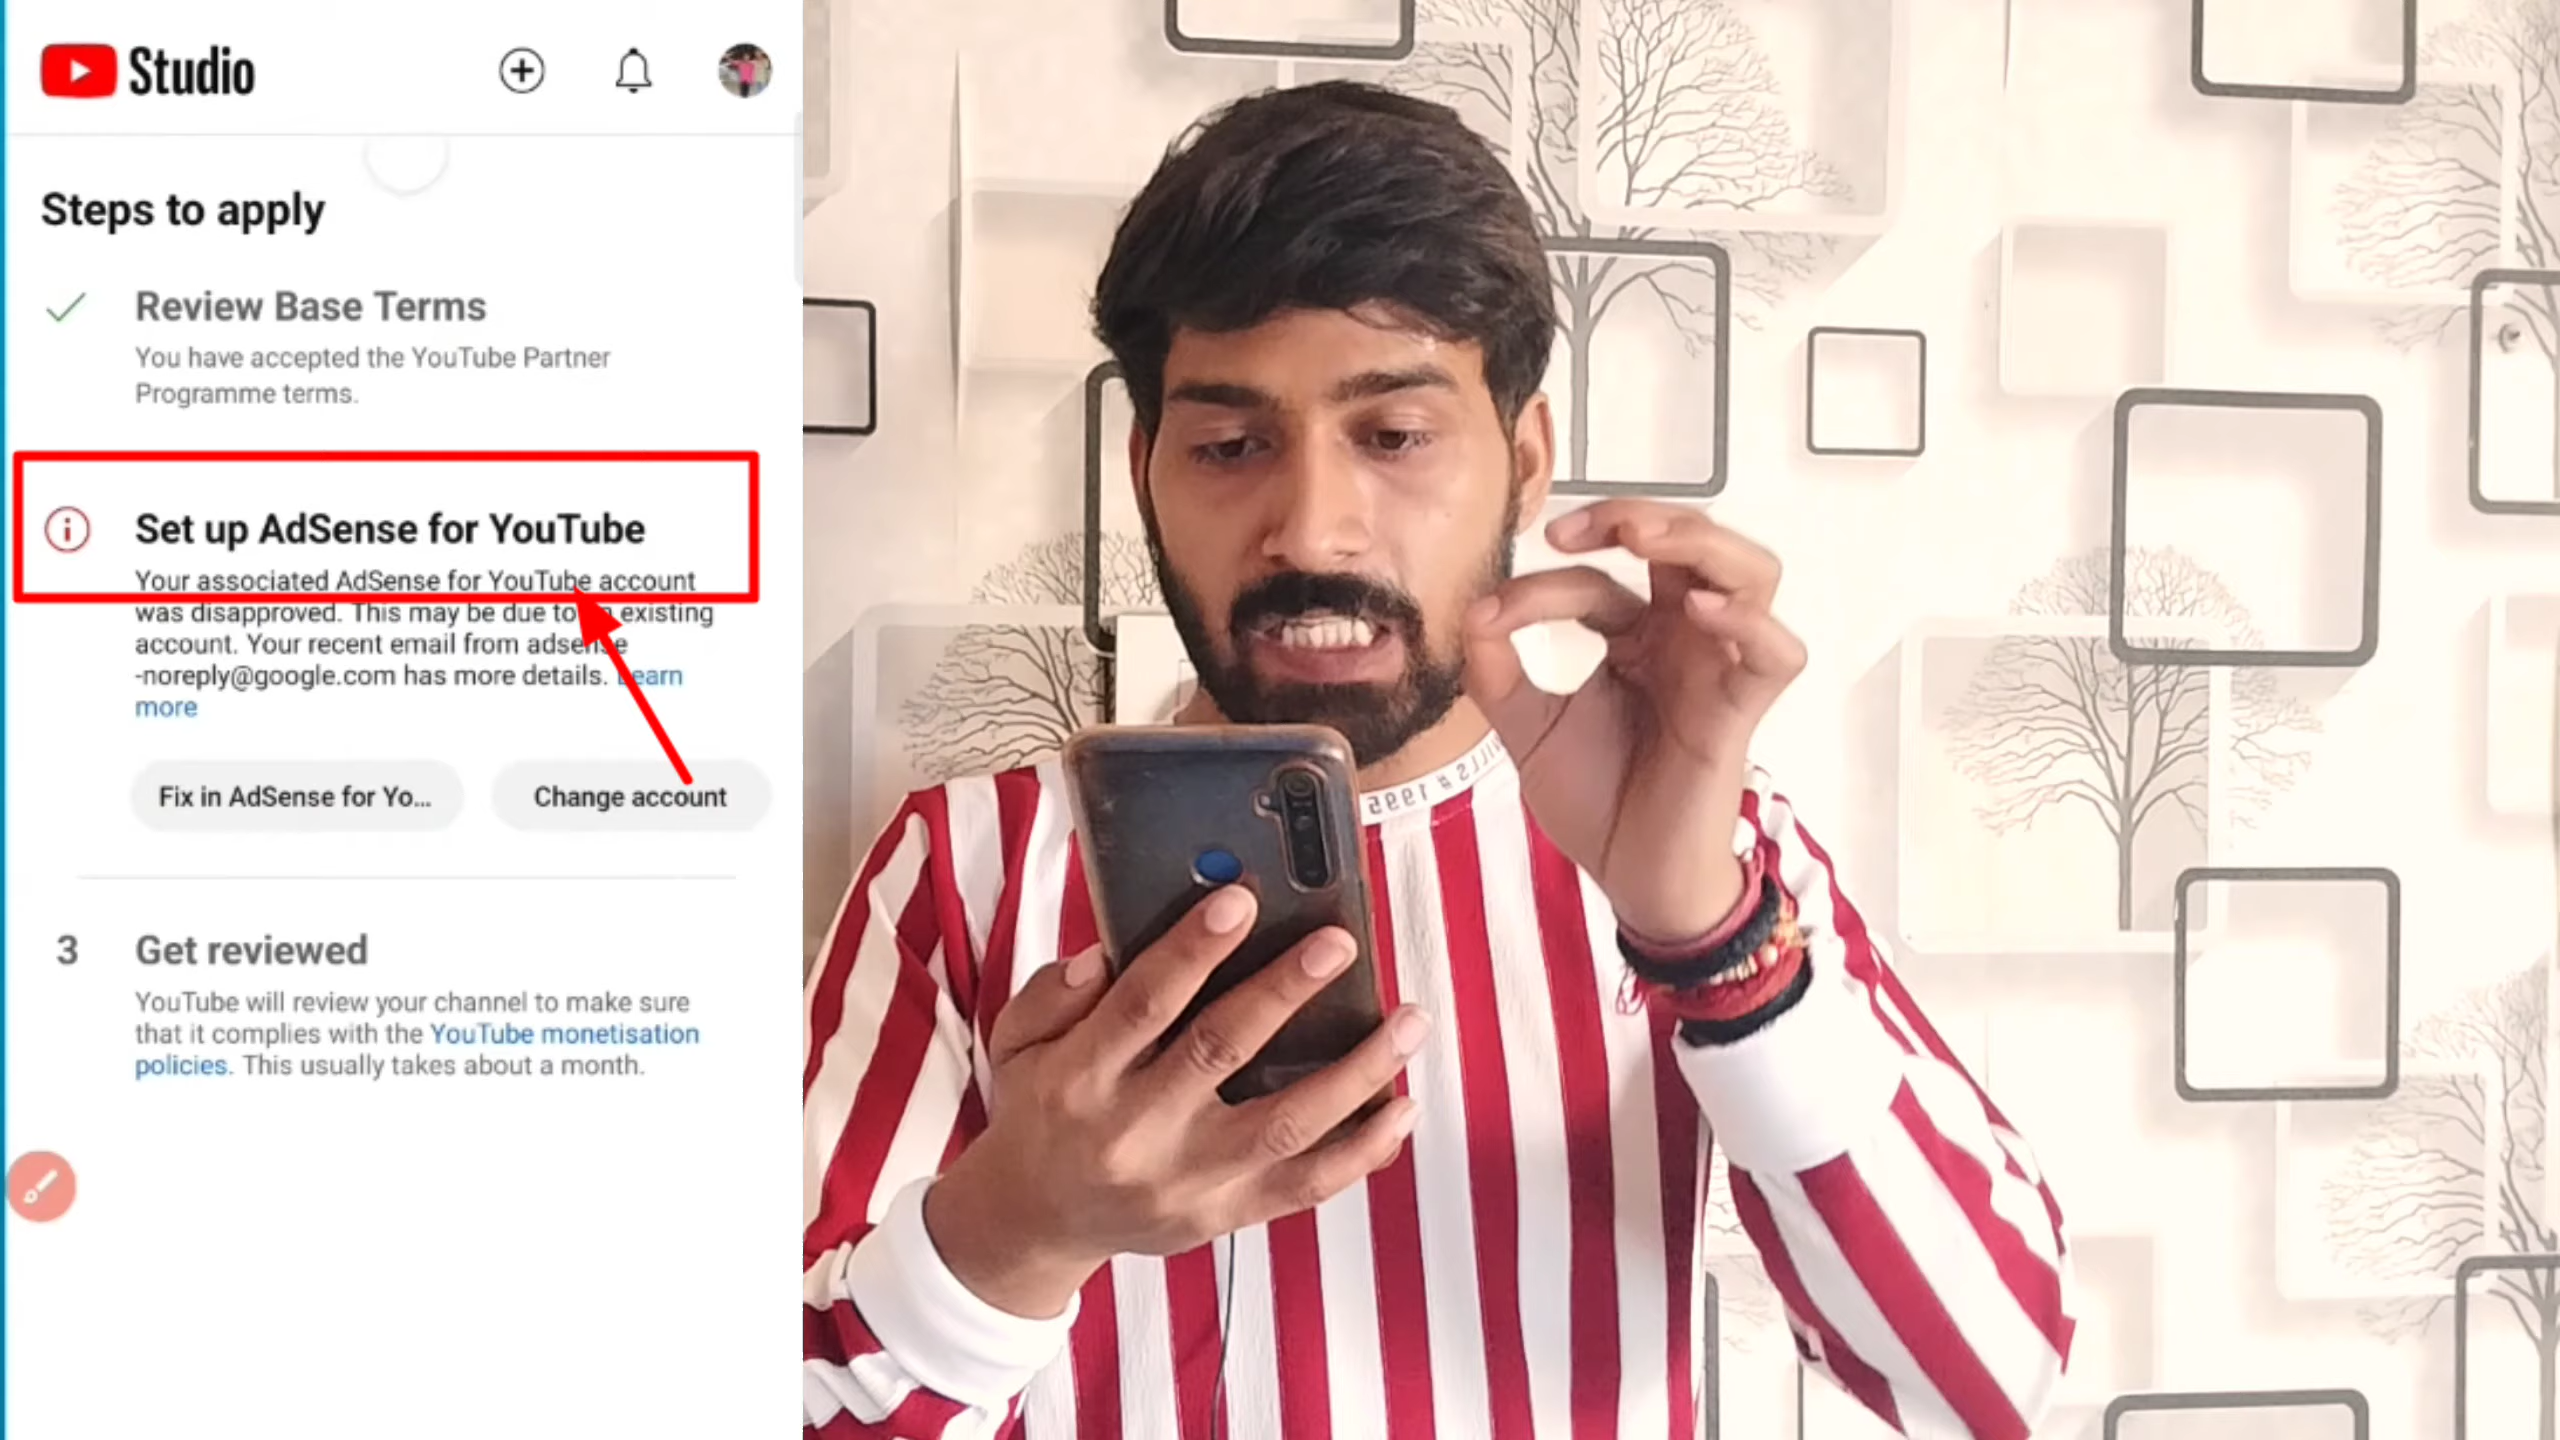 Studio
Steps to apply
Review Base Terms
You have accepted the YouTube Partner
Programme terms.
Set up AdSense for YouTube
Your associated AdSense for YouTube account
was disapproved. This may be due to existing
account. Your recent email from adsense
-noreply@google.com has more details. Learn
more
Fix in AdSense for Yo...
Change account
3
Get reviewed
YouTube will review your channel to make sure
that it complies with the YouTube monetisation
policies. This usually takes about a month.
# 1995